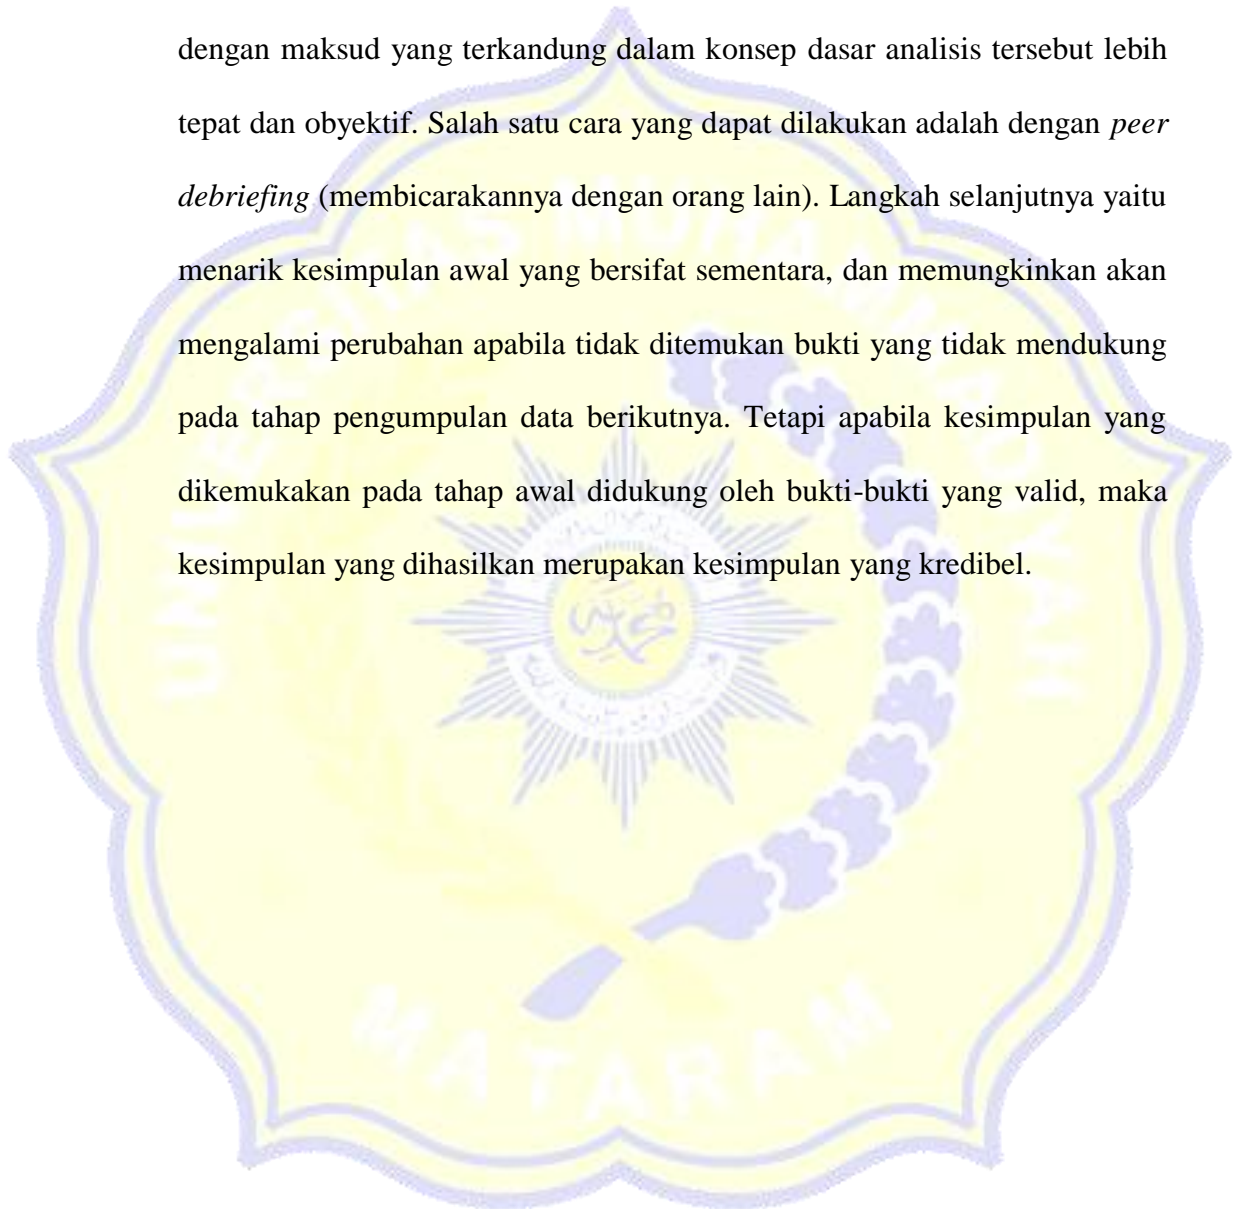 dengan maksud yang terkandung dalam konsep dasar analisis tersebut lebih
tepat dan obyektif. Salah satu cara yang dapat dilakukan adalah dengan peer
debriefing (membicarakannya dengan orang lain). Langkah selanjutnya yaitu
menarik kesimpulan awal yang bersifat sementara, dan memungkinkan akan
mengalami perubahan apabila tidak ditemukan bukti yang tidak mendukung
pada tahap pengumpulan data berikutnya. Tetapi apabila kesimpulan yang
dikemukakan pada tahap awal didukung oleh bukti-bukti yang valid, maka
kesimpulan yang dihasilkan merupakan kesimpulan yang kredibel.
UNIVERSITAS MUHAMMADIYAH
MATARAM